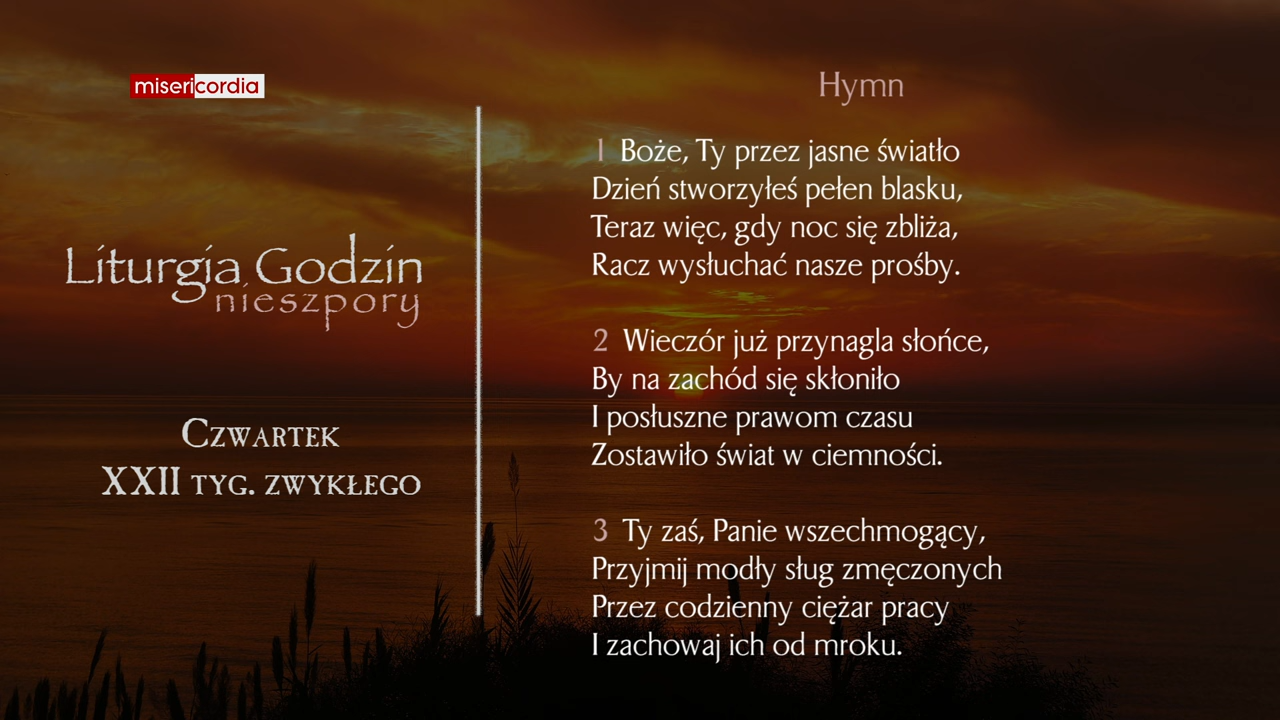 misericordia
Liturgia Godzin
nieszpory
Czwartek
XXII tyg. zwykłego
Hymn
1 Boże, Ty przez jasne światło
Dzień stworzyłeś pełen blasku,
Teraz więc, gdy noc się zbliża,
Racz wysłuchać nasze prośby.
2 Wieczór już przynagla słońce,
By na zachód się skłoniło
I posłuszne prawom czasu
Zostawiło świat w ciemności.
3 Ty zaś, Panie wszechmogący,
Przyjmij modły sług zmęczonych
Przez codzienny ciężar pracy
I zachowaj ich od mroku.